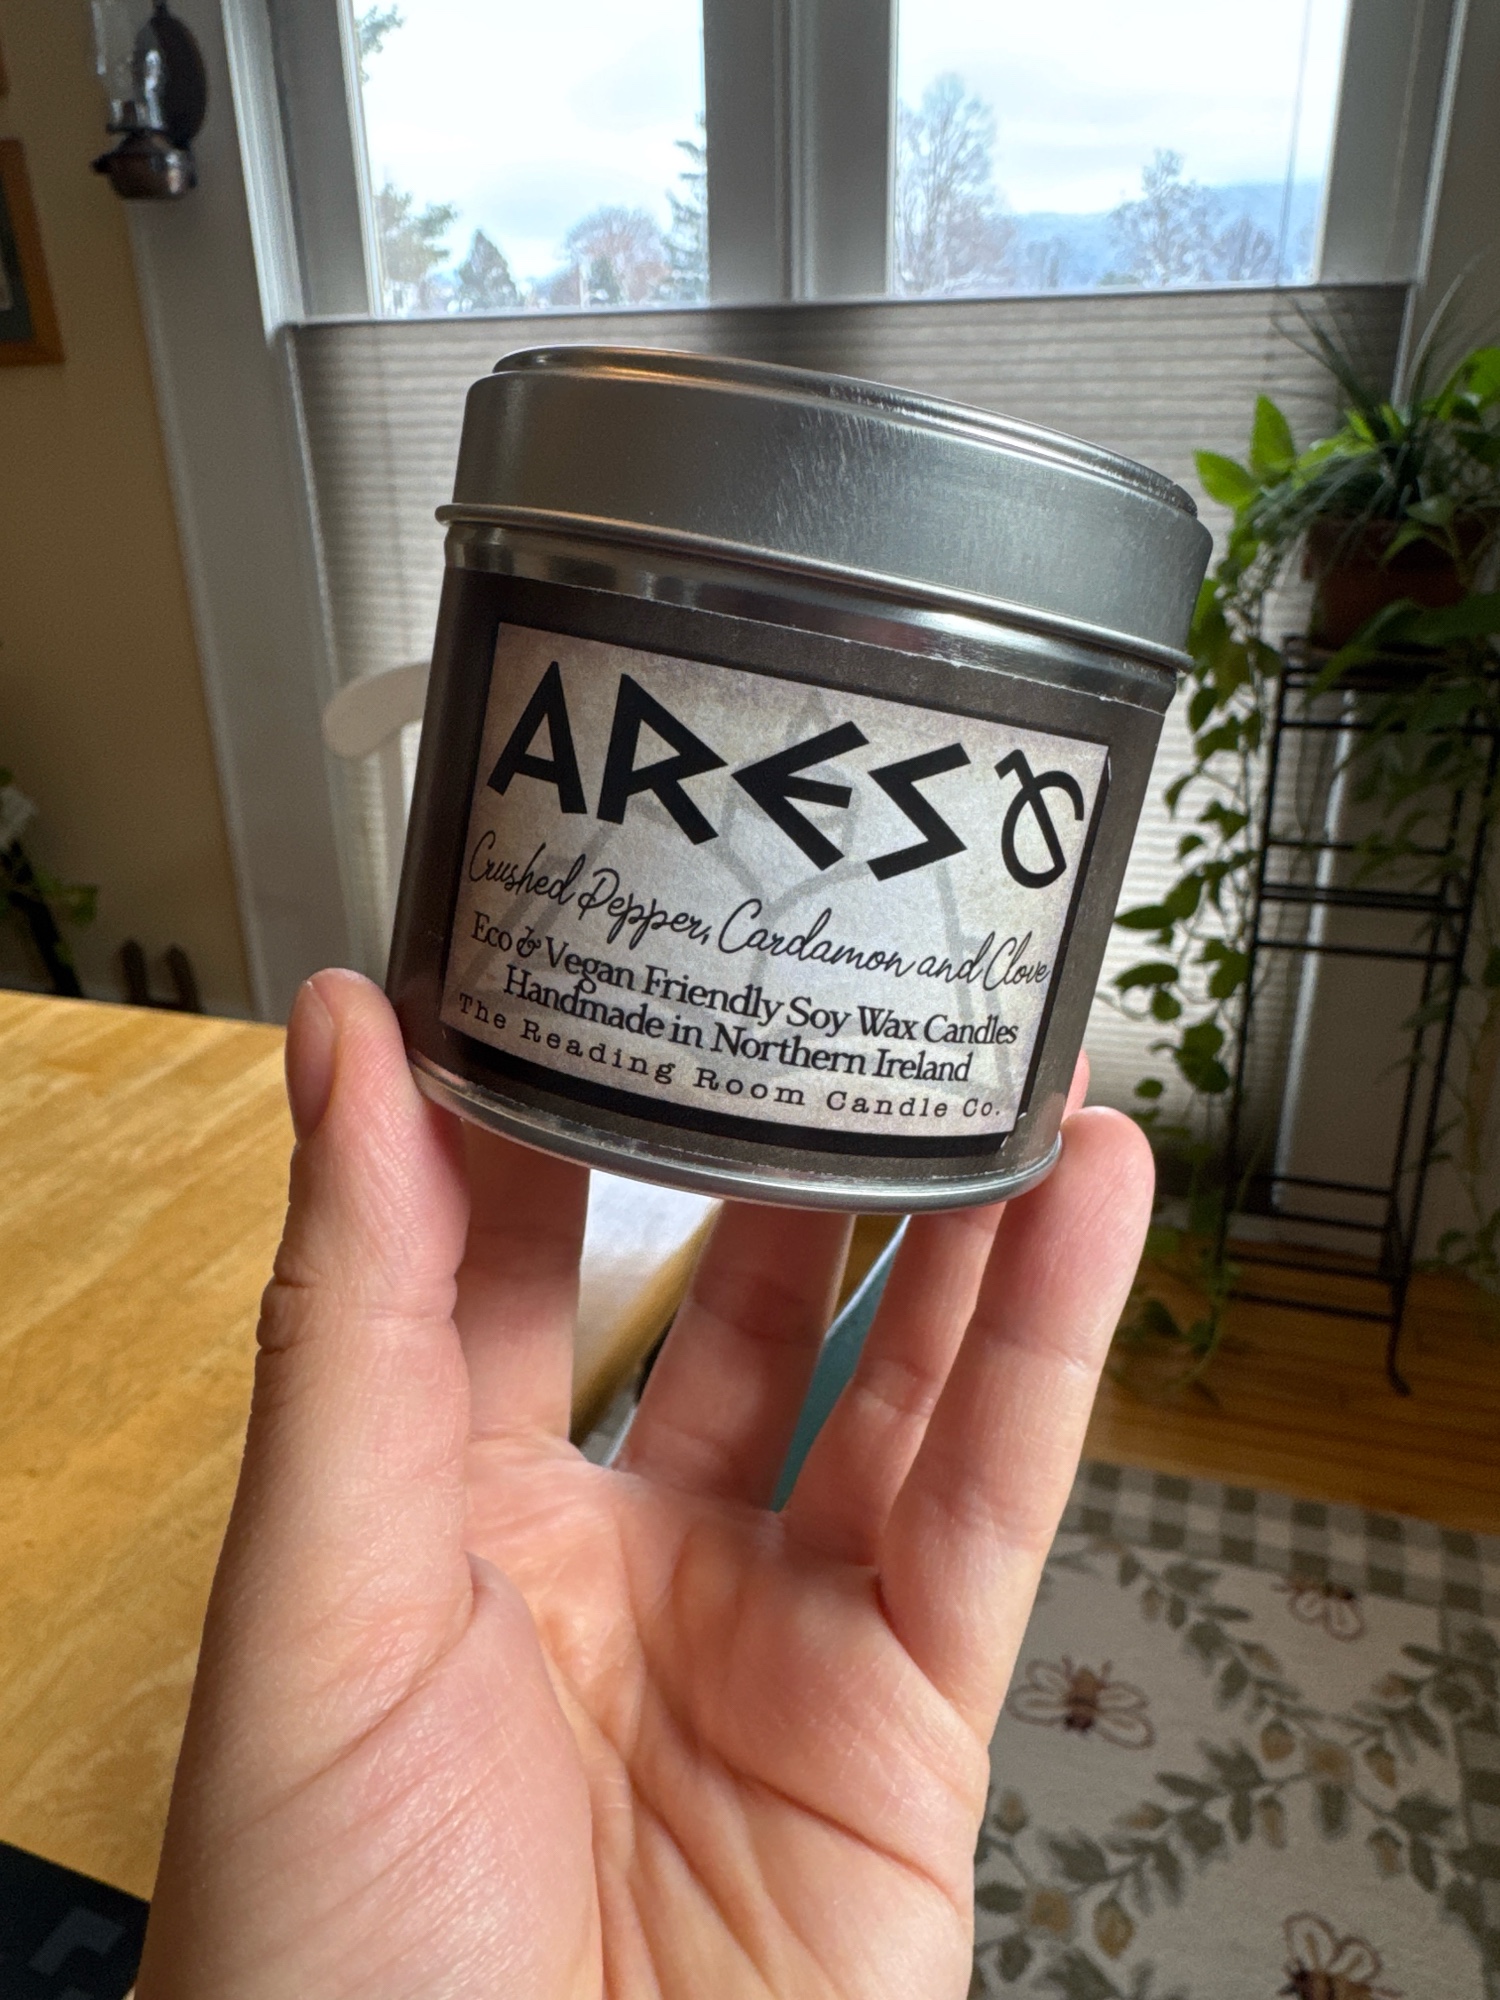 ARES
Crushed Pepper, Cardamon and Clove
Eco & Vegan Friendly Soy Wax Candles
Handmade in Northern Ireland
The Reading Room Candle Co.